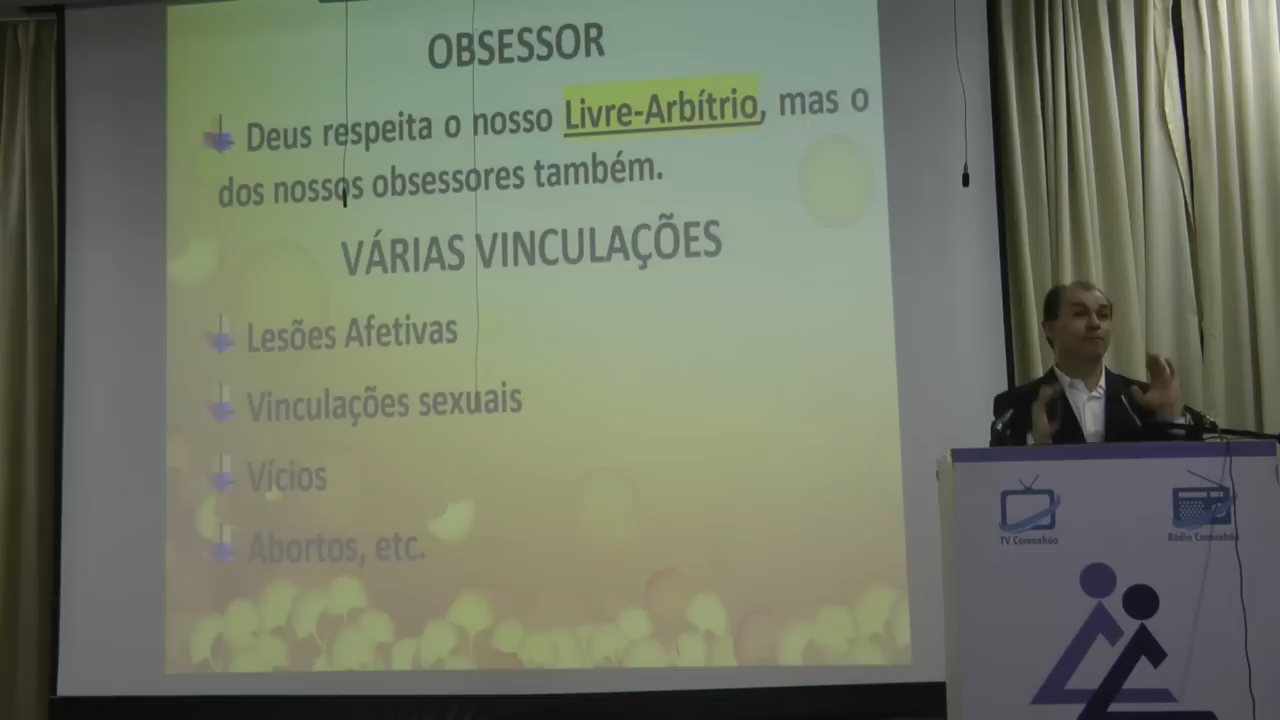 OBSESSOR
Deus respeita o nosso Livre-Arbítrio, mas o
dos nossos obsessores também.
VÁRIAS VINCULAÇÕES
Lesões Afetivas
Vinculações sexuais
Vícios
Abortos, etc.
TV Comunhão
Rádio Comunhão